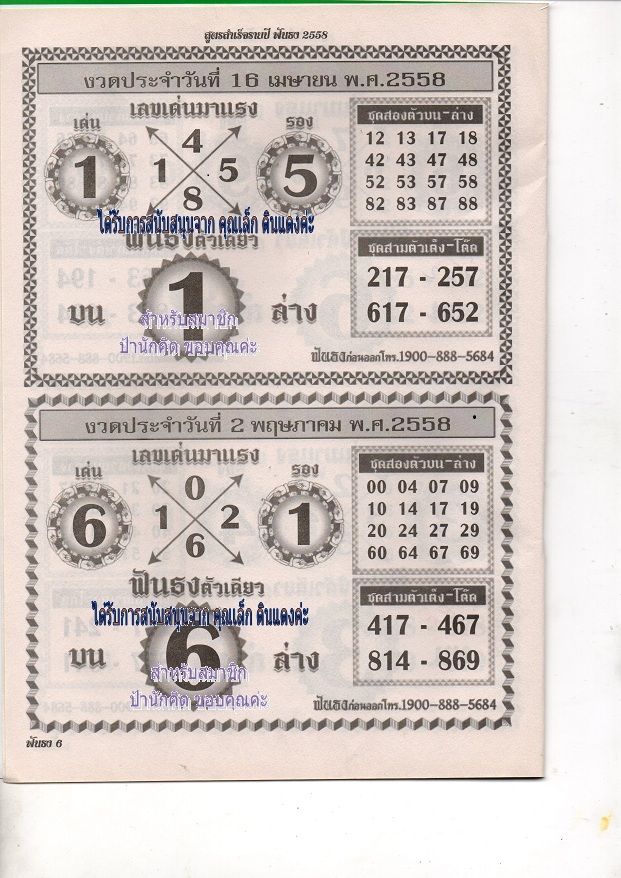 สูตรสำเร็จรายปี ฟันธง 2558
งวดประจำวันที่ 16 เมษายน พ.ศ.2558
เลขเด่นมาแรง
เด่น
รอง
1
4
1 5
8
5
ได้รับการสนับสนุนจาก คุณเล็ก ดินแดงค่ะ
ฟันธงตัวเดียว
บน
1
ล่าง
สำหรับสมาชิก
ป๋านักคิด ขอบคุณค่ะ
ชุดสองตัวบน-ล่าง
12 13 17 18
42 43 47 48
52 53 57 58
82 83 87 88
ชุดสามตัวเต็ง-โต๊ด
217 - 257
617 - 652
ฟันธงก่อนออกโทร.1900-888-5684
งวดประจำวันที่ 2 พฤษภาคม พ.ศ.2558
เลขเด่นมาแรง
เด่น
รอง
6
0
1 2
6
1
ฟันธงตัวเดียว
ได้รับการสนับสนุนจาก คุณเล็ก ดินแดงค่ะ
บน
6
ล่าง
สำหรับสมาชิก
ป๋านักคิด ขอบคุณค่ะ
ชุดสองตัวบน-ล่าง
00 04 07 09
10 14 17 19
20 24 27 29
60 64 67 69
ชุดสามตัวเต็ง-โต๊ด
417 - 467
814 - 869
ฟันธงก่อนออกโทร.1900-888-5684
ฟันธง 6